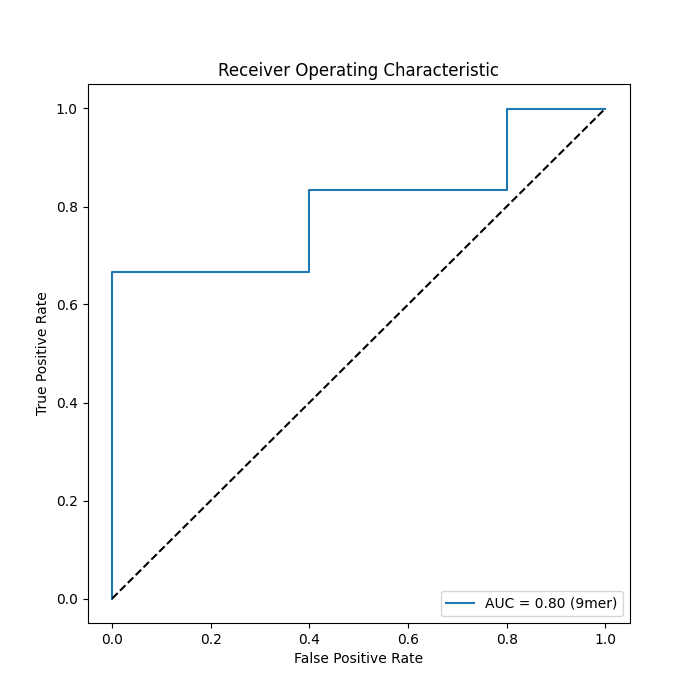 Receiver Operating Characteristic
1.0
0.8
0.6
0.4
0.2
0.0
True Positive Rate
AUC = 0.80 (9mer)
0.0 0.2 0.4 0.6 0.8 1.0
False Positive Rate